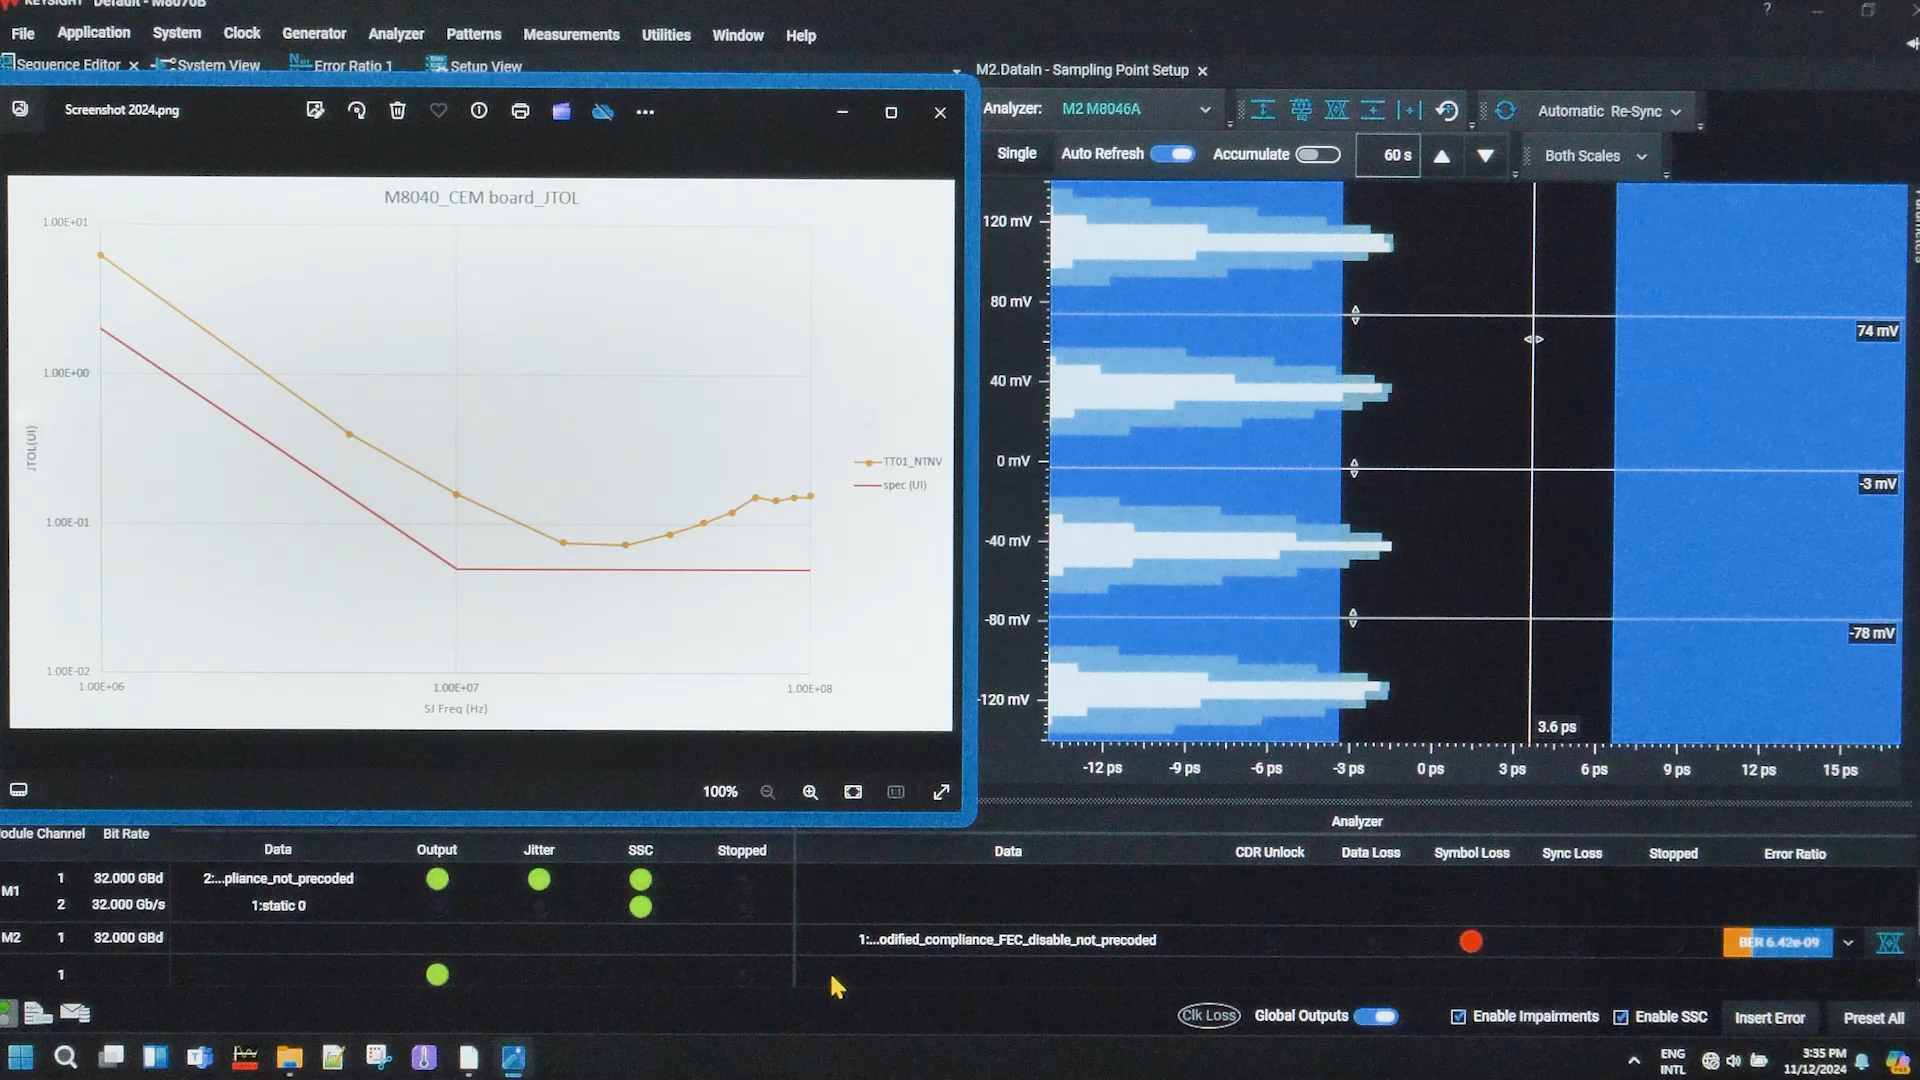 KEYSIGHT Default - M8070B
File Application System Clock Generator Analyzer Patterns Measurements Utilities Window Help
Sequence Editor × System View Error Ratio 1 Setup View
M2.DataIn - Sampling Point Setup ×
Screenshot 2024.png
Analyzer: M2 M8046A Automatic Re-Sync
Single Auto Refresh Accumulate 60 s Both Scales
M8040_CEM board_JTOL
1.00E+01
1.00E+00
1.00E-01
1.00E-02
JTOL(UI)
1.00E+06 1.00E+07 1.00E+08
SJ Freq (Hz)
TT01_NTNV
spec (UI)
100%
120 mV
80 mV
40 mV
0 mV
-40 mV
-80 mV
-120 mV
74 mV
-3 mV
-78 mV
3.6 ps
-12 ps -9 ps -6 ps -3 ps 0 ps 3 ps 6 ps 9 ps 12 ps 15 ps
Analyzer
odule Channel Bit Rate
Data Output Jitter SSC Stopped Data CDR Unlock Data Loss Symbol Loss Sync Loss Stopped Error Ratio
M1 1 32.000 GBd 2:...pliance_not_precoded
2 32.000 Gb/s 1:static 0
M2 1 32.000 GBd 1:...odified_compliance_FEC_disable_not_precoded BER 6.42e-09
1
Clk Loss Global Outputs Enable Impairments Enable SSC Insert Error Preset All
ENG
INTL
3:35 PM
11/12/2024